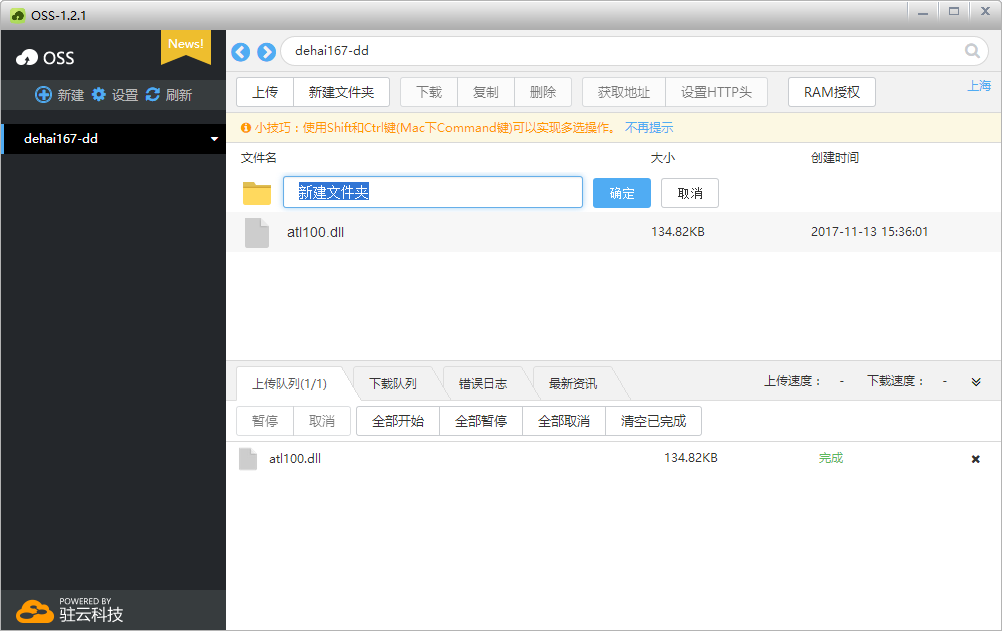 OSS-1.2.1
OSS
News!
新建 设置 刷新
dehai167-dd
POWERED BY
驻云科技
dehai167-dd
上传 新建文件夹 下载 复制 删除 获取地址 设置HTTP头 RAM授权 上海
小技巧：使用Shift和Ctrl键(Mac下Command键)可以实现多选操作。 不再提示
文件名 大小 创建时间
新建文件夹 确定 取消
atl100.dll 134.82KB 2017-11-13 15:36:01
上传队列(1/1) 下载队列 错误日志 最新资讯 上传速度： - 下载速度： -
暂停 取消 全部开始 全部暂停 全部取消 清空已完成
atl100.dll 134.82KB 完成